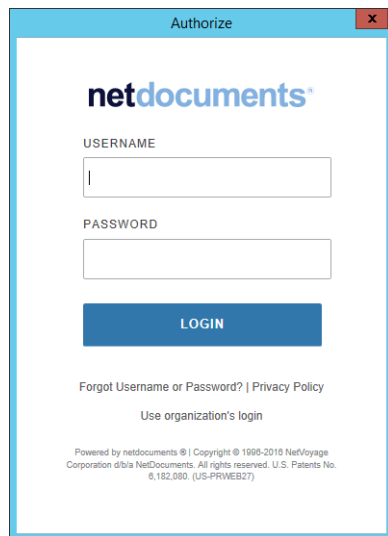 Authorize
x
netdocuments®
USERNAME
PASSWORD
LOGIN
Forgot Username or Password? | Privacy Policy
Use organization's login
Powered by netdocuments ® | Copyright © 1998-2016 NetVoyage
Corporation d/b/a NetDocuments. All rights reserved. U.S. Patents No.
6,182,080. (US-PRWEB27)